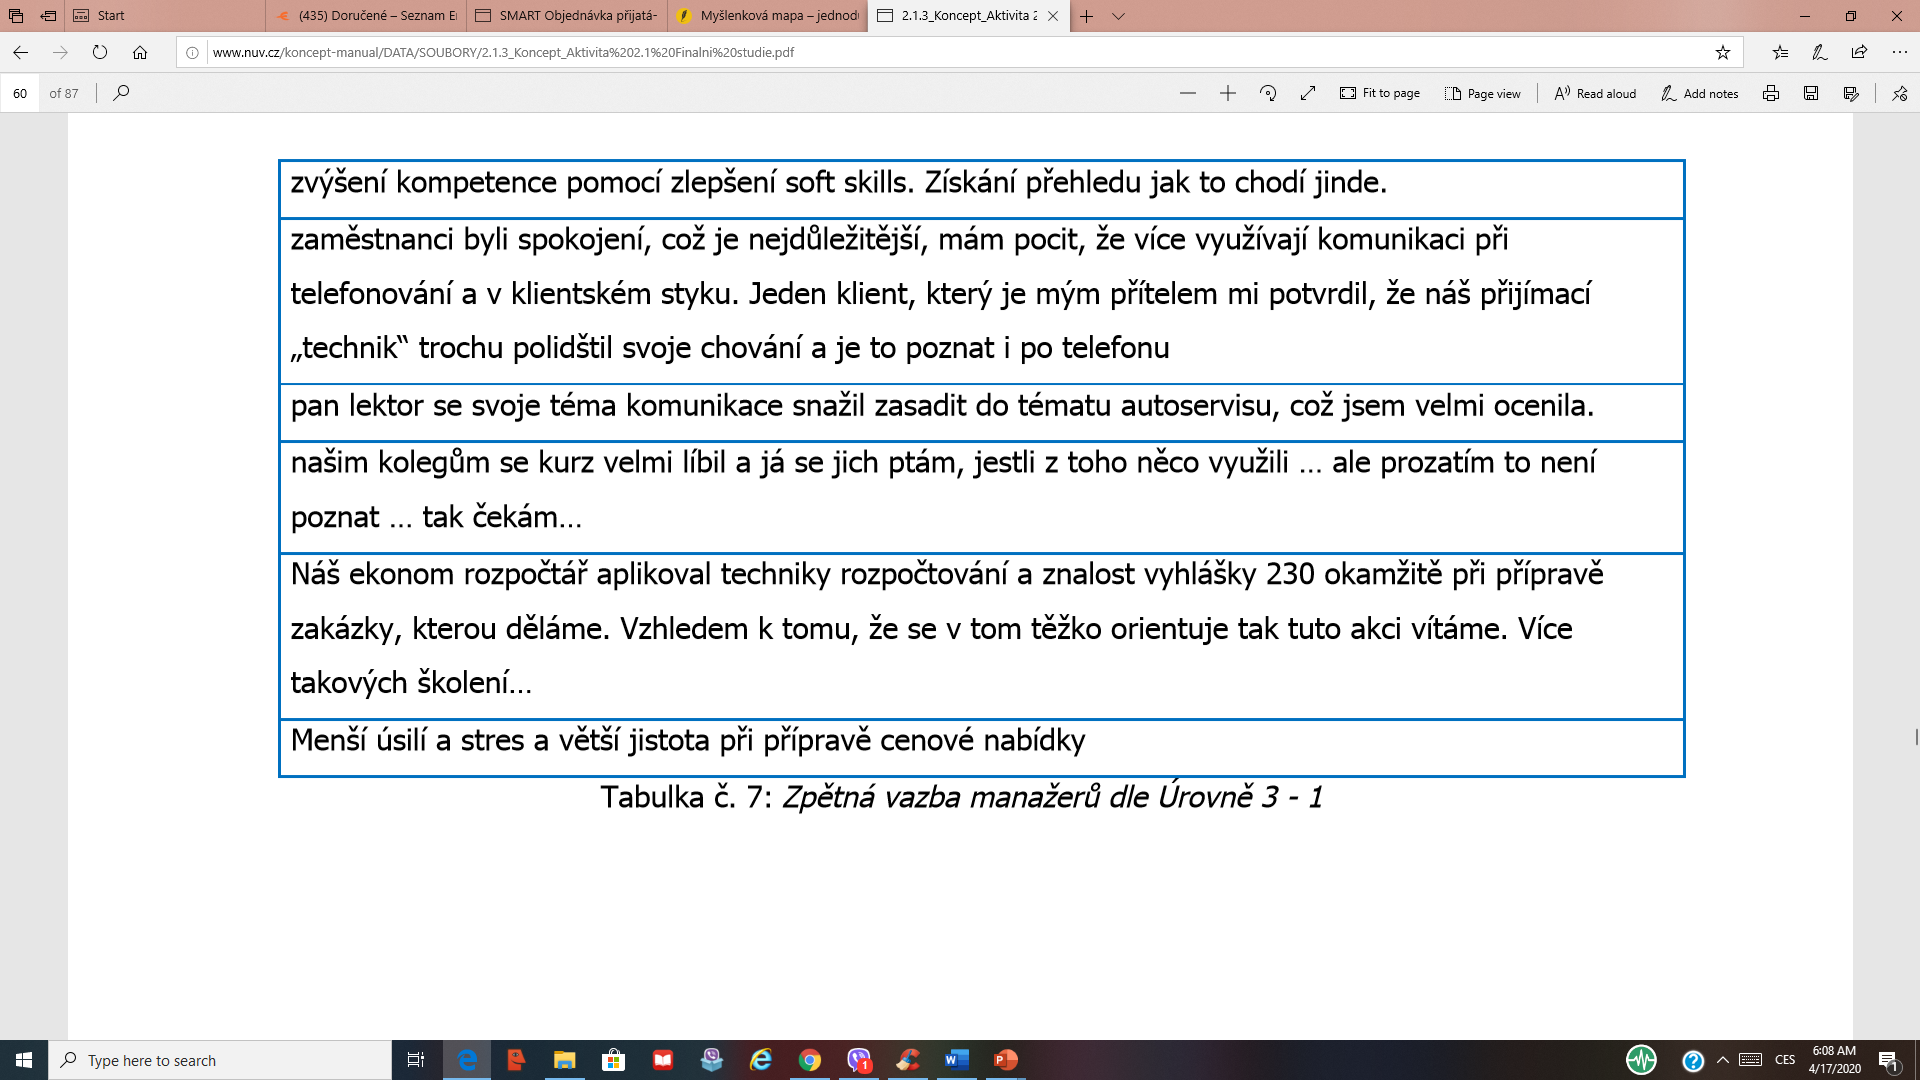 Start
(435) Doručené – Seznam Er
SMART Objednávka přijatá-
Myšlenková mapa – jednodu
2.1.3_Koncept_Aktivita 2
www.nuv.cz/koncept-manual/DATA/SOUBORY/2.1.3_Koncept_Aktivita%202.1%20Finalni%20studie.pdf
60 of 87
Fit to page
Page view
Read aloud
Add notes
zvýšení kompetence pomocí zlepšení soft skills. Získání přehledu jak to chodí jinde.
zaměstnanci byli spokojení, což je nejdůležitější, mám pocit, že více využívají komunikaci při
telefonování a v klientském styku. Jeden klient, který je mým přítelem mi potvrdil, že náš přijímací
„technik“ trochu polidštil svoje chování a je to poznat i po telefonu
pan lektor se svoje téma komunikace snažil zasadit do tématu autoservisu, což jsem velmi ocenila.
našim kolegům se kurz velmi líbil a já se jich ptám, jestli z toho něco využili … ale prozatím to není
poznat … tak čekám…
Náš ekonom rozpočtář aplikoval techniky rozpočtování a znalost vyhlášky 230 okamžitě při přípravě
zakázky, kterou děláme. Vzhledem k tomu, že se v tom těžko orientuje tak tuto akci vítáme. Více
takových školení…
Menší úsilí a stres a větší jistota při přípravě cenové nabídky
Tabulka č. 7: Zpětná vazba manažerů dle Úrovně 3 - 1
Type here to search
1
CES
6:08 AM
4/17/2020
1